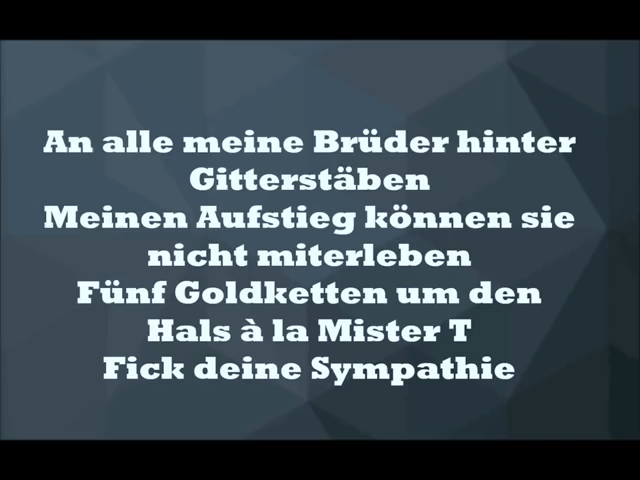 An alle meine Brüder hinter
Gitterstäben
Meinen Aufstieg können sie
nicht miterleben
Fünf Goldketten um den
Hals à la Mister T
Fick deine Sympathie